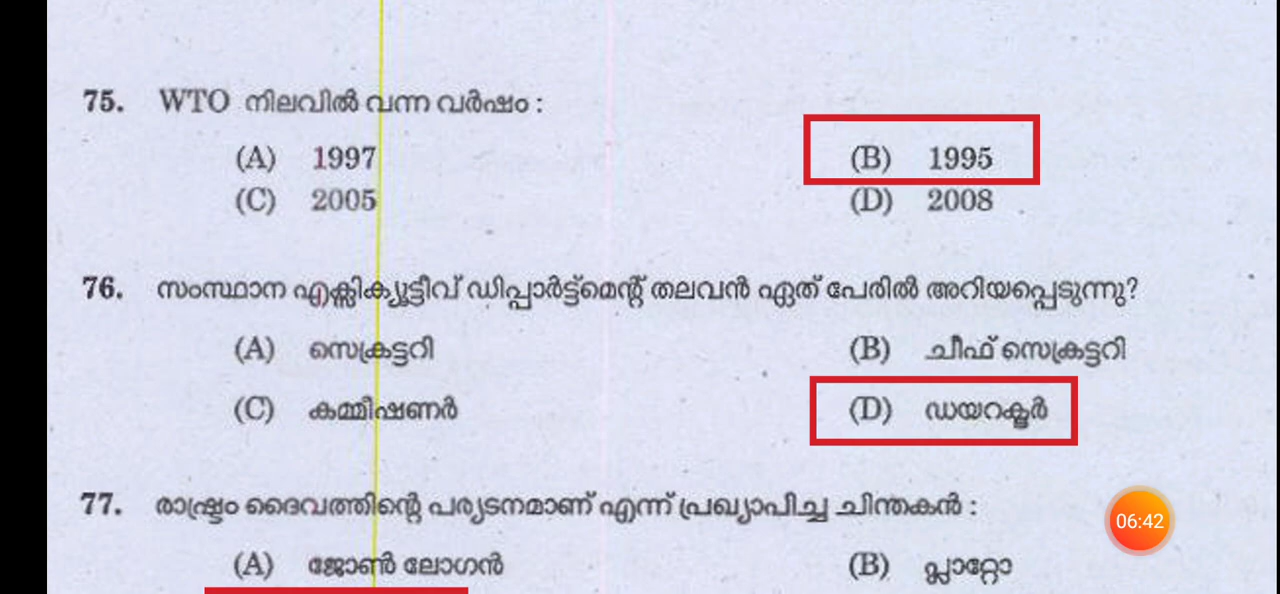 75. WTO നിലവിൽ വന്ന വർഷം :
(A) 1997 (B) 1995
(C) 2005 (D) 2008
76. സംസ്ഥാന എക്സിക്യൂട്ടീവ് ഡിപ്പാർട്ട്മെന്റ് തലവൻ ഏത് പേരിൽ അറിയപ്പെടുന്നു?
(A) സെക്രട്ടറി (B) ചീഫ് സെക്രട്ടറി
(C) കമ്മീഷണർ (D) ഡയറക്ടർ
77. രാഷ്ട്രം ദൈവത്തിന്റെ പര്യടനമാണ് എന്ന് പ്രഖ്യാപിച്ച ചിന്തകൻ :
06:42
(A) ജോൺ ലോഗൻ (B) പ്ലാറ്റോ